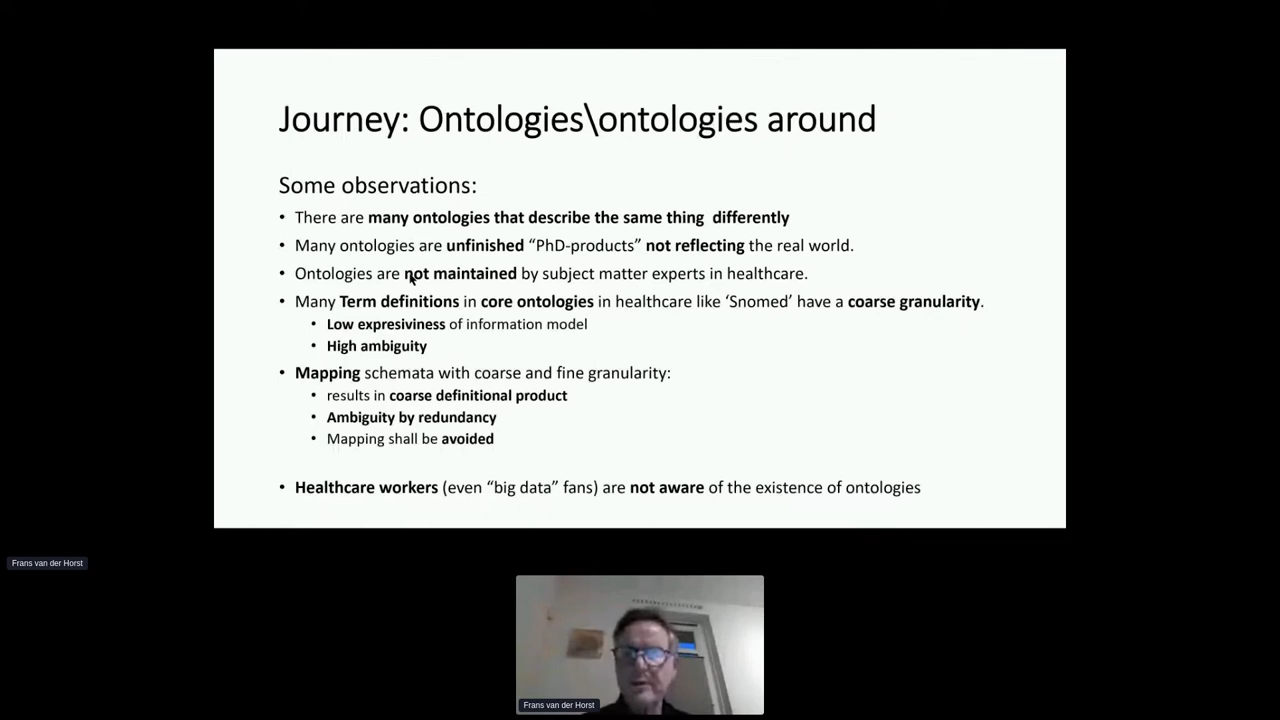 Journey: Ontologies\ontologies around
Some observations:
• There are many ontologies that describe the same thing  differently
• Many ontologies are unfinished “PhD-products” not reflecting the real world.
• Ontologies are not maintained by subject matter experts in healthcare.
• Many Term definitions in core ontologies in healthcare like ‘Snomed’ have a coarse granularity.
• Low expresiviness of information model
• High ambiguity
• Mapping schemata with coarse and fine granularity:
• results in coarse definitional product
• Ambiguity by redundancy
• Mapping shall be avoided
• Healthcare workers (even “big data” fans) are not aware of the existence of ontologies
Frans van der Horst
Frans van der Horst